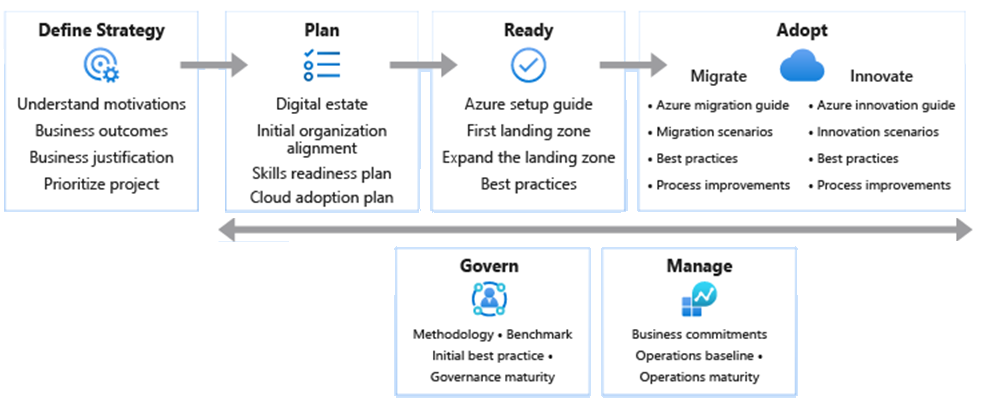 Define Strategy
Understand motivations
Business outcomes
Business justification
Prioritize project
Plan
Digital estate
Initial organization
alignment
Skills readiness plan
Cloud adoption plan
Ready
Azure setup guide
First landing zone
Expand the landing zone
Best practices
Adopt
Migrate
• Azure migration guide
• Migration scenarios
• Best practices
• Process improvements
Innovate
• Azure innovation guide
• Innovation scenarios
• Best practices
• Process improvements
Govern
Methodology • Benchmark
Initial best practice •
Governance maturity
Manage
Business commitments
Operations baseline •
Operations maturity